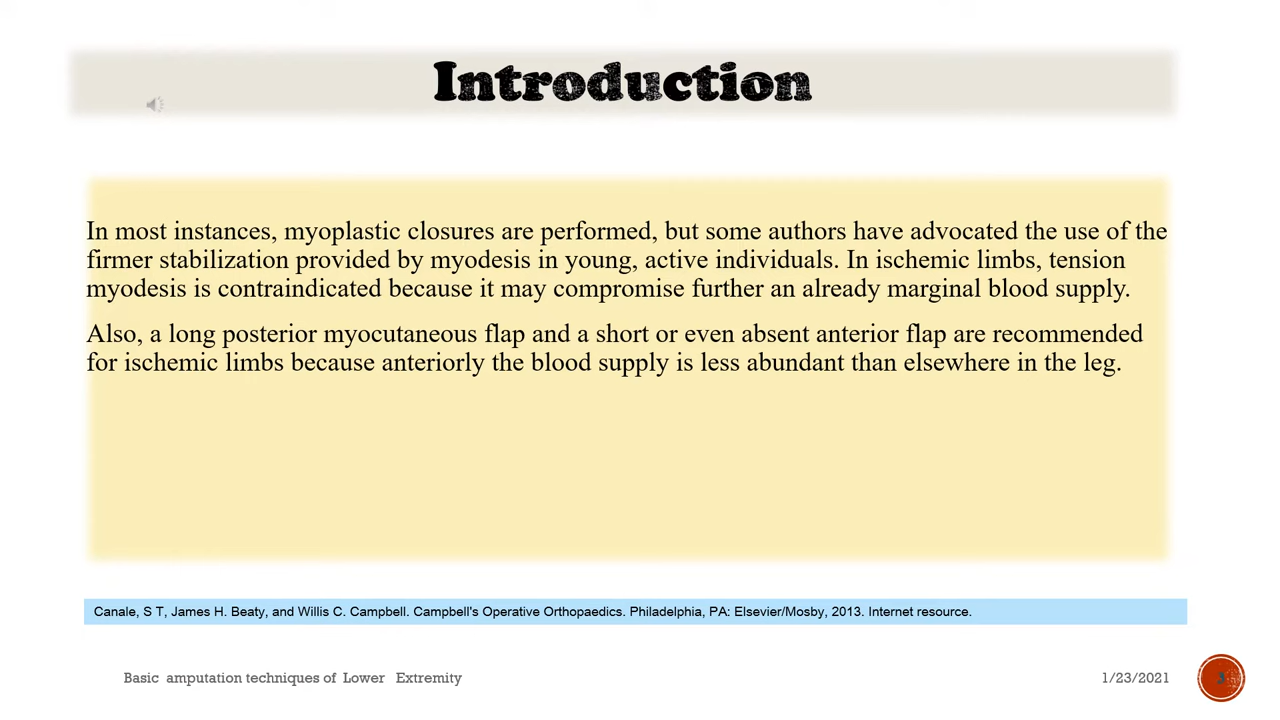 Introduction
In most instances, myoplastic closures are performed, but some authors have advocated the use of the
firmer stabilization provided by myodesis in young, active individuals. In ischemic limbs, tension
myodesis is contraindicated because it may compromise further an already marginal blood supply.
Also, a long posterior myocutaneous flap and a short or even absent anterior flap are recommended
for ischemic limbs because anteriorly the blood supply is less abundant than elsewhere in the leg.
Canale, S T, James H. Beaty, and Willis C. Campbell. Campbell's Operative Orthopaedics. Philadelphia, PA: Elsevier/Mosby, 2013. Internet resource.
Basic amputation techniques of Lower Extremity
1/23/2021
3